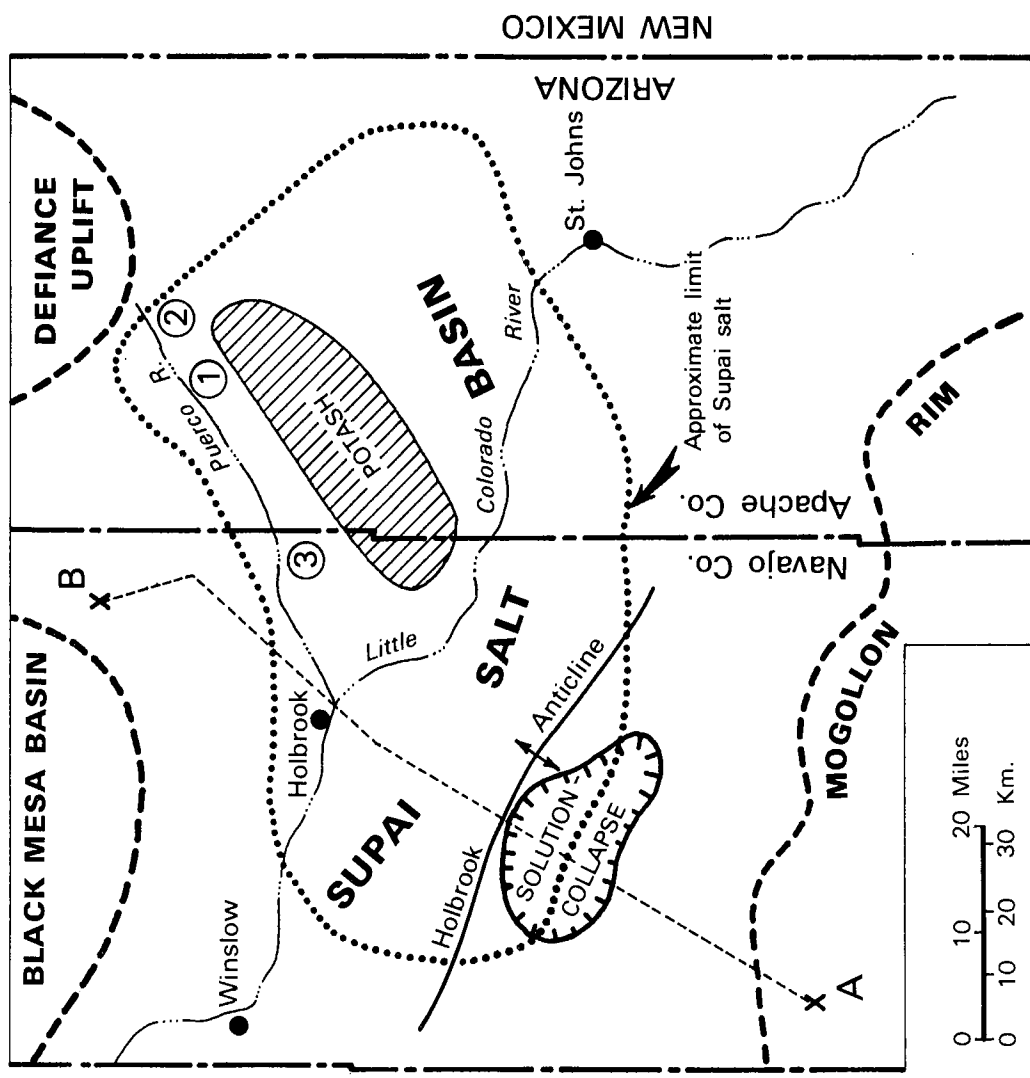 BLACK MESA BASIN
DEFIANCE
UPLIFT
NEW MEXICO
ARIZONA
B
Puerco R.
1
2
3
POTASH
Winslow
Holbrook
Little Colorado River
St. Johns
SUPAI SALT BASIN
Holbrook Anticline
SOLUTION-
COLLAPSE
Navajo Co.
Apache Co.
Approximate limit
of Supai salt
A
MOGOLLON RIM
0 10 20 Miles
0 10 20 30 Km.